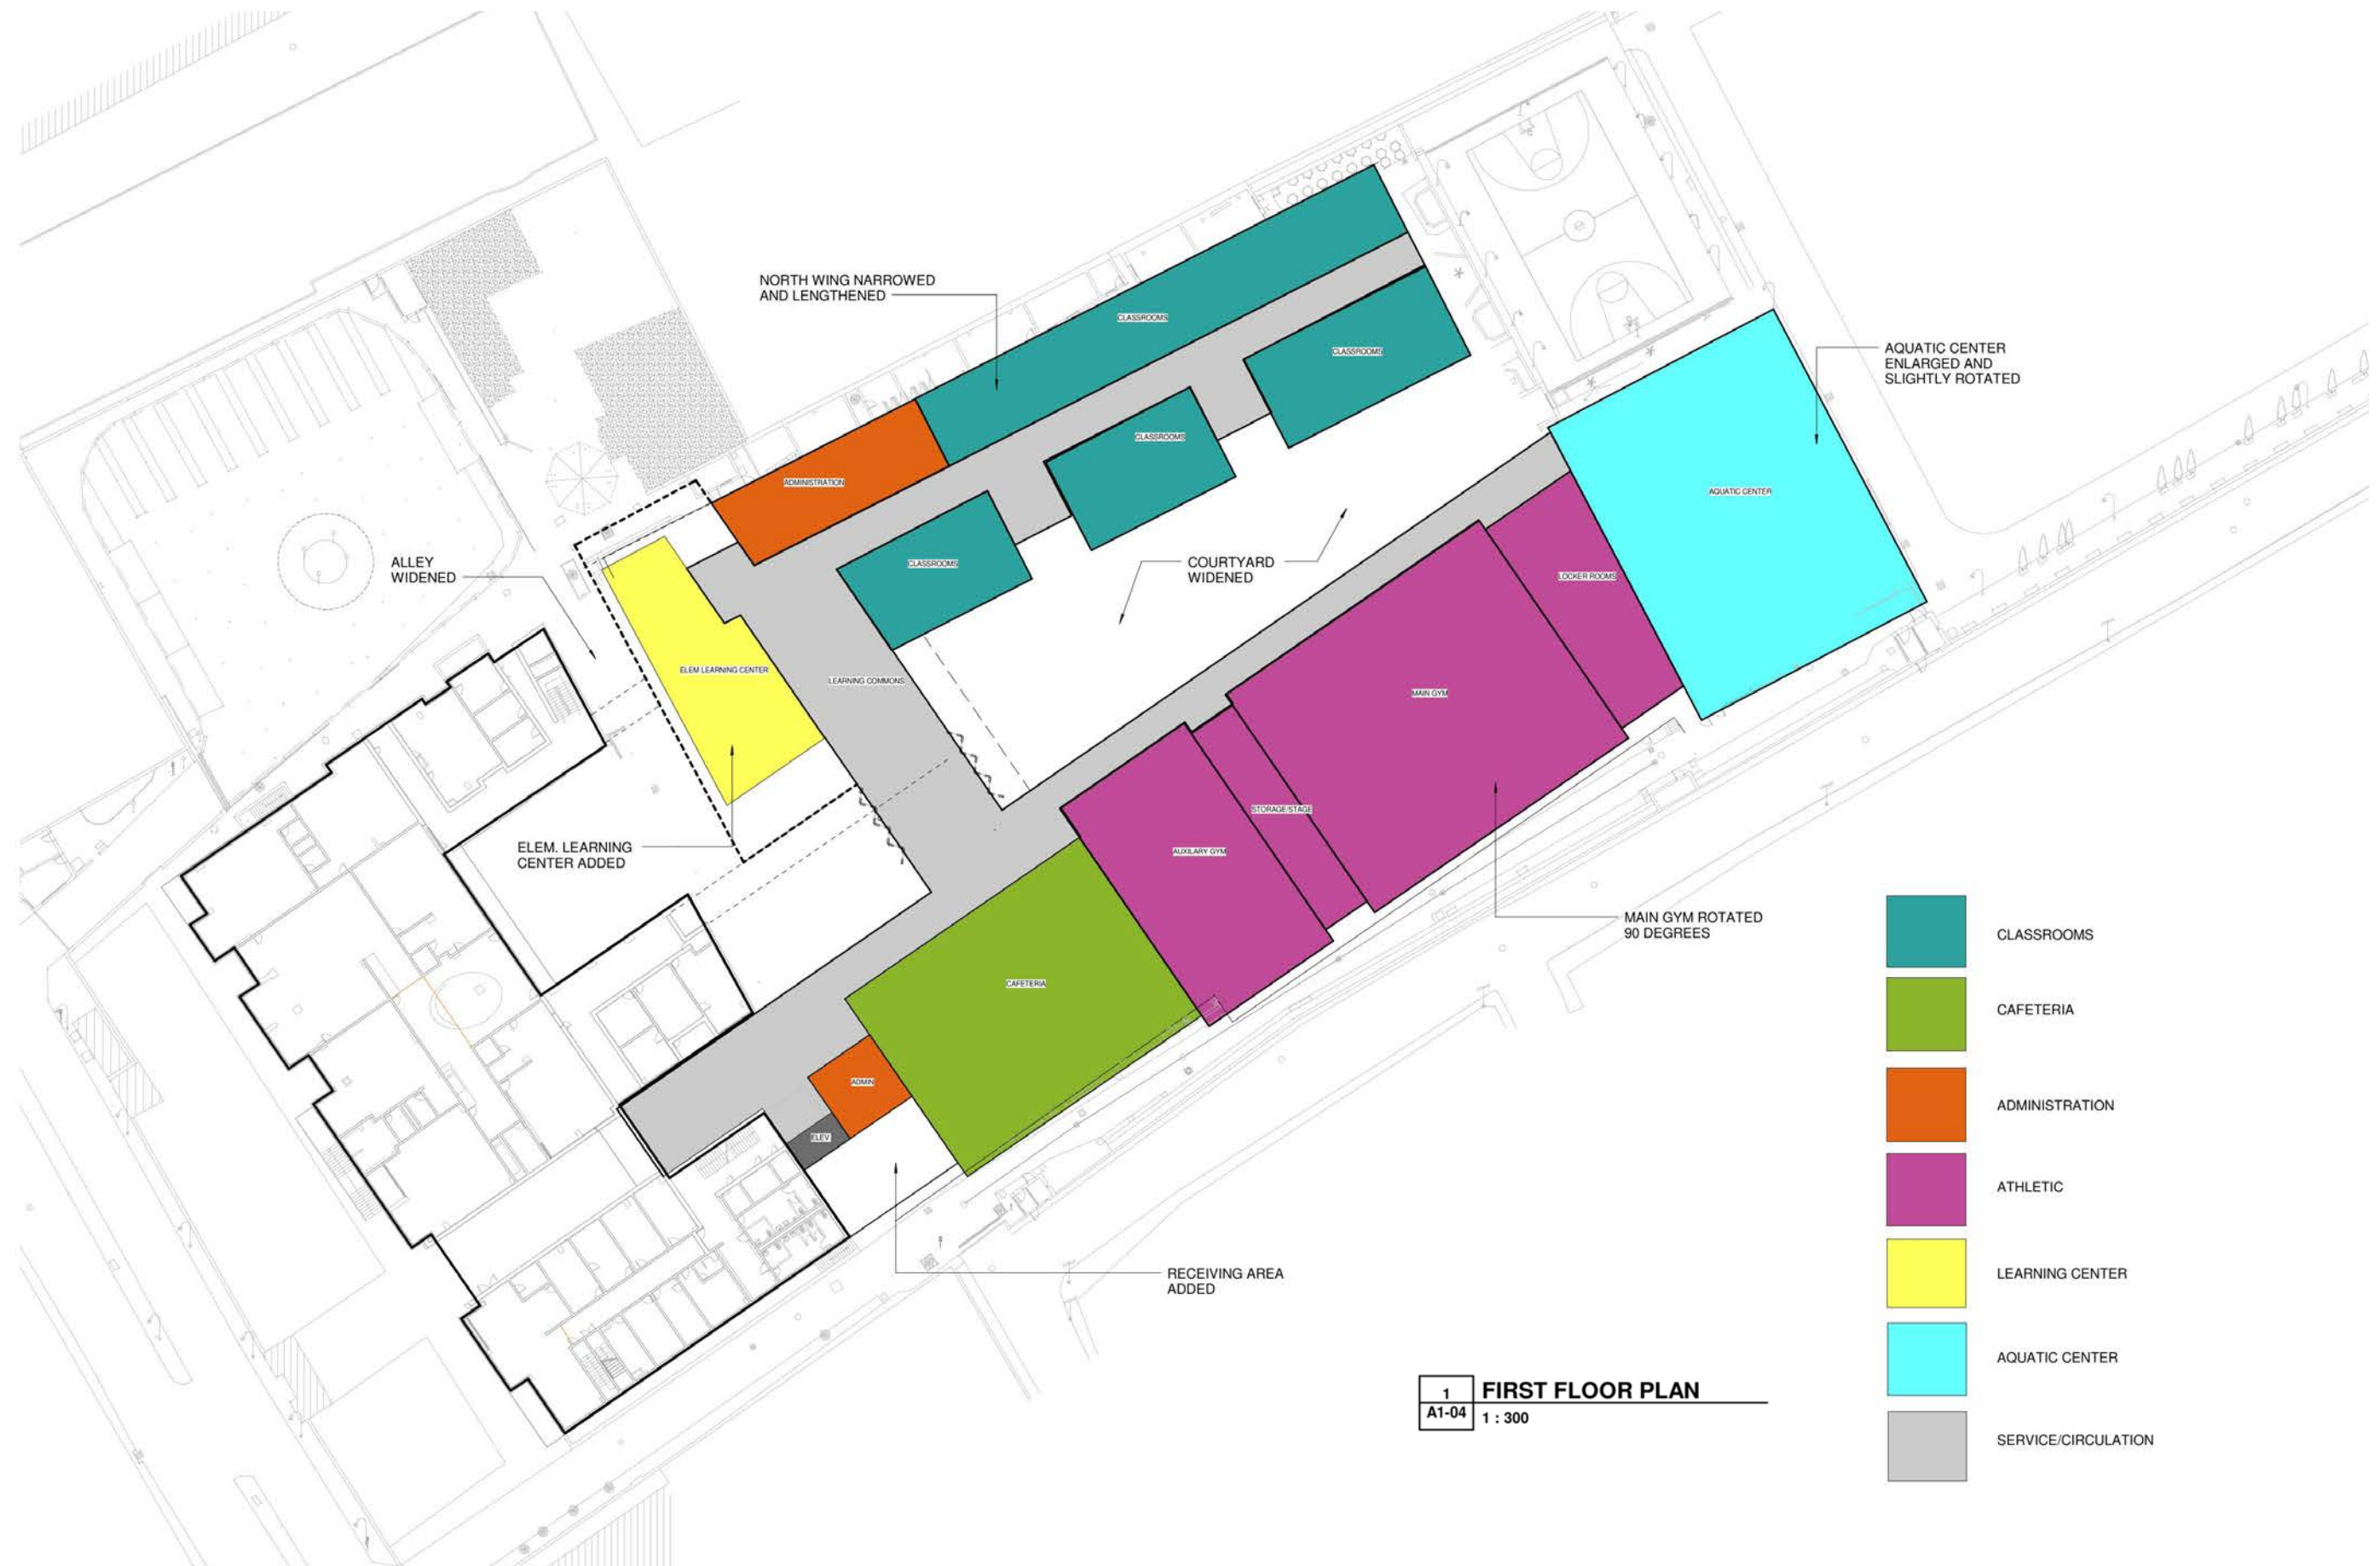 NORTH WING NARROWED
AND LENGTHENED
CLASSROOMS
CLASSROOMS
AQUATIC CENTER
ENLARGED AND
SLIGHTLY ROTATED
CLASSROOMS
ADMINISTRATION
AQUATIC CENTER
ALLEY
WIDENED
CLASSROOMS
COURTYARD
WIDENED
LOCKER ROOMS
ELEM LEARNING CENTER
LEARNING COMMONS
MAIN GYM
STORAGE/STAGE
ELEM. LEARNING
CENTER ADDED
AUXILARY GYM
MAIN GYM ROTATED
90 DEGREES
CAFETERIA
ADMIN
ELEV
RECEIVING AREA
ADDED
CLASSROOMS
CAFETERIA
ADMINISTRATION
ATHLETIC
LEARNING CENTER
AQUATIC CENTER
SERVICE/CIRCULATION
1 FIRST FLOOR PLAN
A1-04 1 : 300